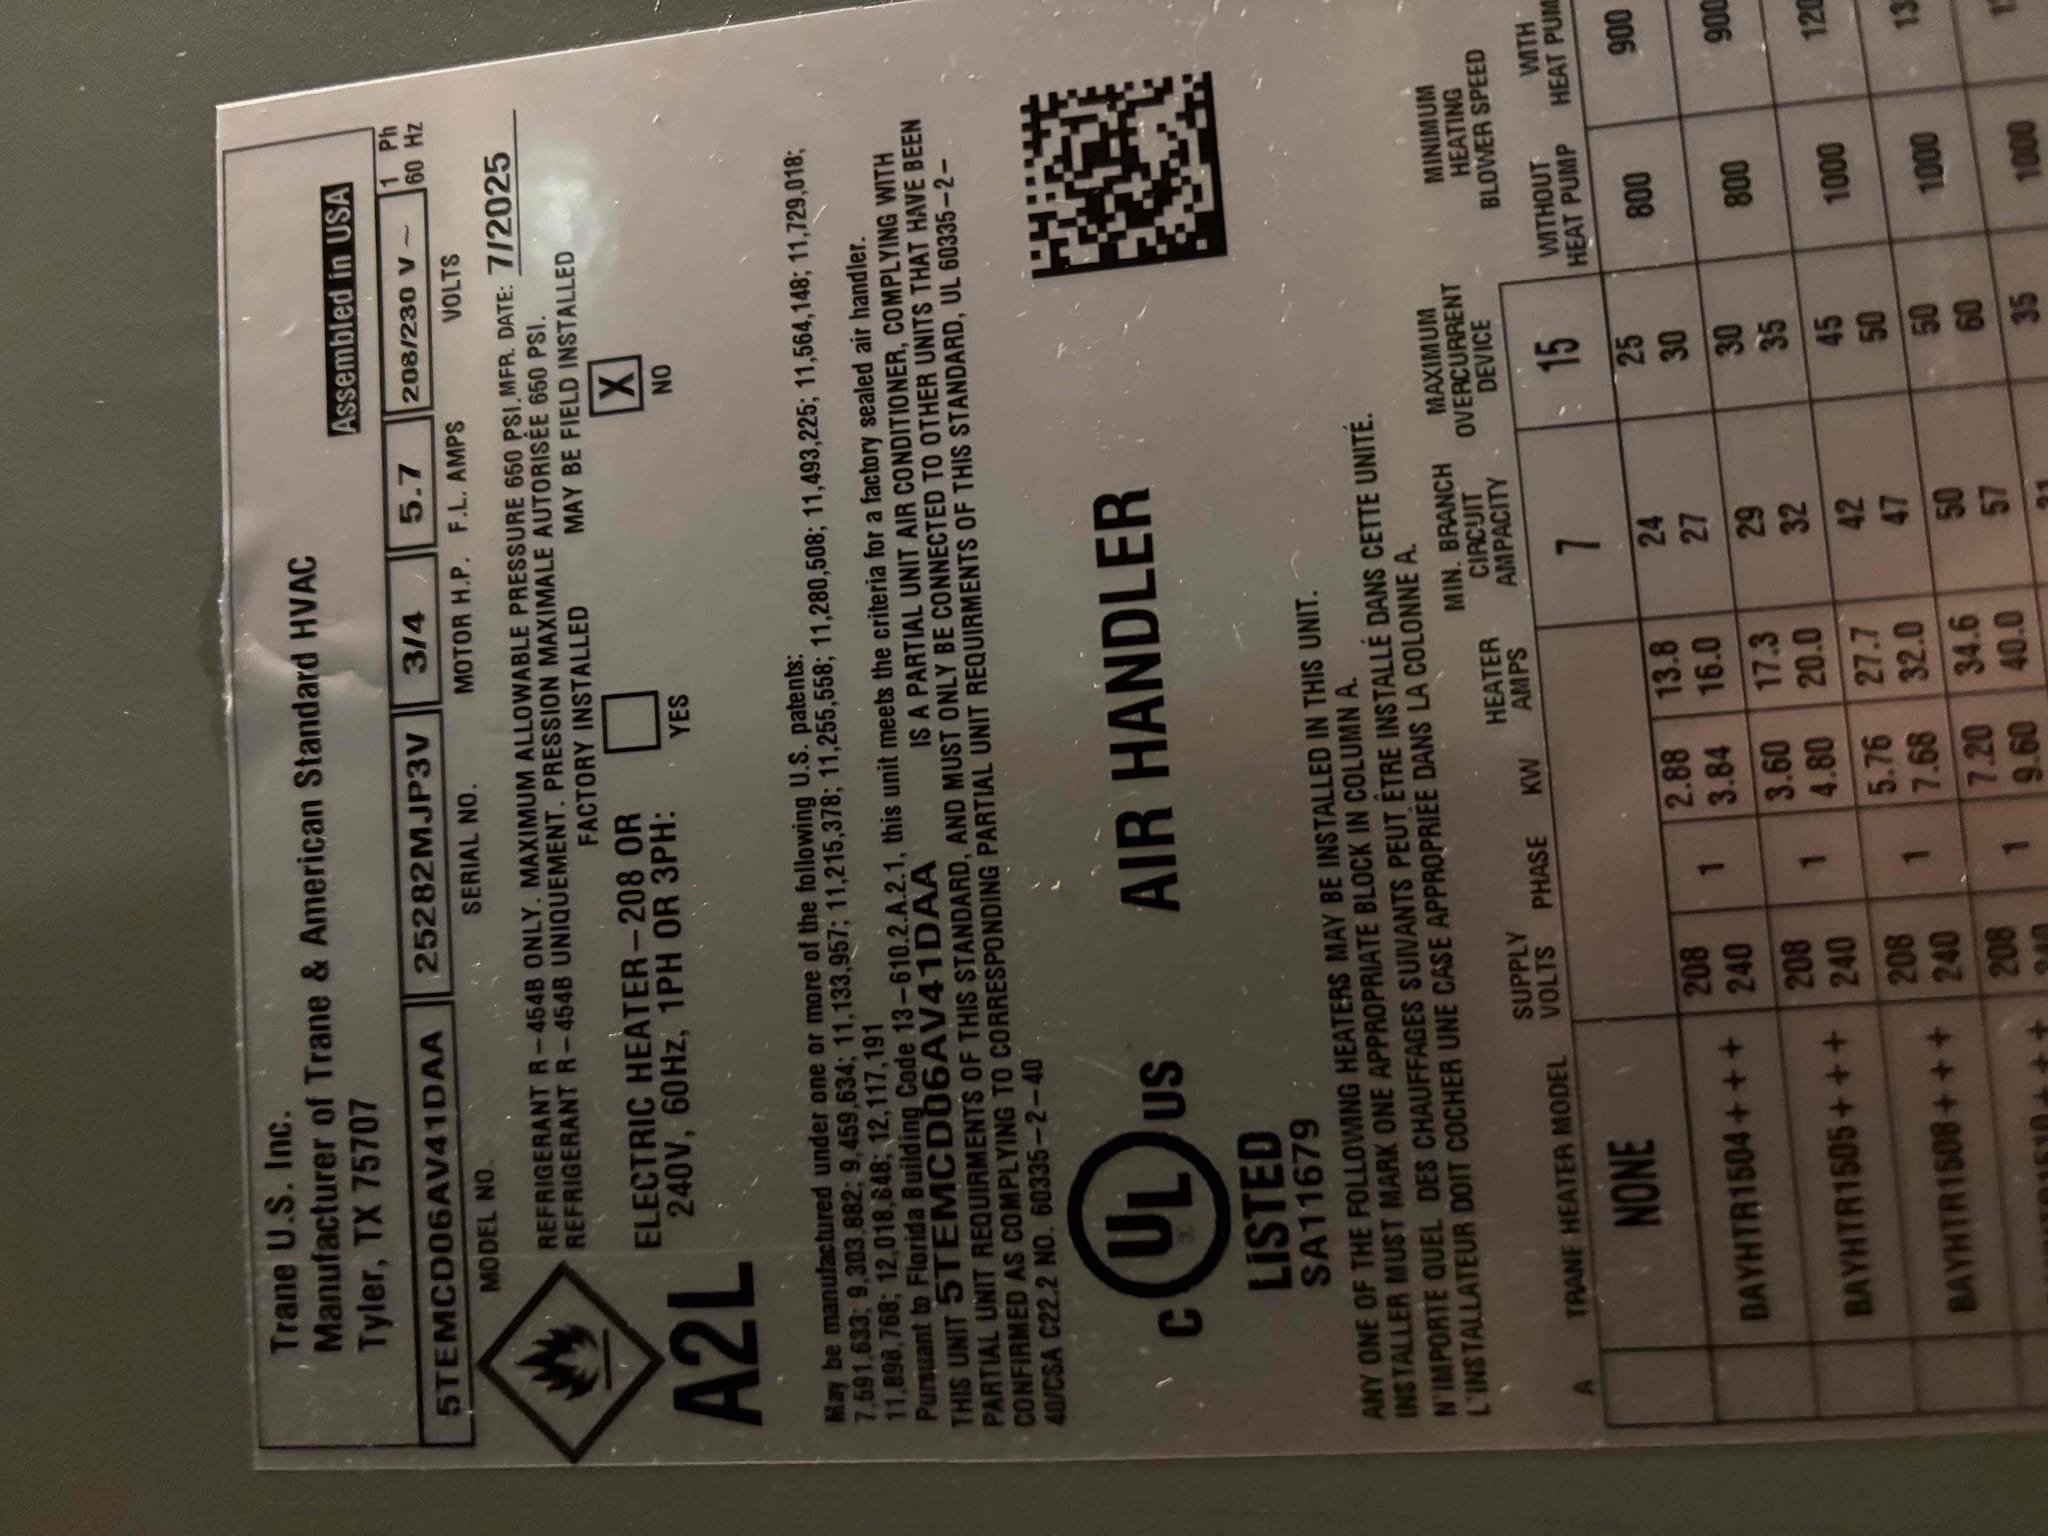 Trane U.S. Inc.
Manufacturer of Trane & American Standard HVAC
Tyler, TX 75707
Assembled in USA
5TEMCD06AV41DAA 25282MJP3V 3/4 5.7 208/230 V ~ 1 Ph 60 Hz
MODEL NO. SERIAL NO. MOTOR H.P. F.L. AMPS VOLTS
REFRIGERANT R-454B ONLY. MAXIMUM ALLOWABLE PRESSURE 650 PSI. MFR. DATE: 7/2025
REFRIGERANT R-454B UNIQUEMENT. PRESSION MAXIMALE AUTORISÉE 650 PSI.
FACTORY INSTALLED MAY BE FIELD INSTALLED
ELECTRIC HEATER-208 OR
240V, 60Hz, 1PH OR 3PH:
YES
X
NO
A2L
May be manufactured under one or more of the following U.S. patents:
7,591,633; 9,303,882; 9,459,634; 11,133,957; 11,215,378; 11,255,558; 11,280,508; 11,493,225; 11,564,148; 11,729,018;
11,898,768; 12,018,848; 12,117,191
Pursuant to Florida Building Code 13-610.2.A.2.1, this unit meets the criteria for a factory sealed air handler.
THIS UNIT 5TEMCD06AV41DAA IS A PARTIAL UNIT AIR CONDITIONER, COMPLYING WITH
PARTIAL UNIT REQUIRMENTS OF THIS STANDARD, AND MUST ONLY BE CONNECTED TO OTHER UNITS THAT HAVE BEEN
CONFIRMED AS COMPLYING TO CORRESPONDING PARTIAL UNIT REQUIREMENTS OF THIS STANDARD, UL 60335-2-
40/CSA C22.2 NO. 60335-2-40
C UL US
LISTED
SA11679
AIR HANDLER
ANY ONE OF THE FOLLOWING HEATERS MAY BE INSTALLED IN THIS UNIT.
INSTALLER MUST MARK ONE APPROPRIATE BLOCK IN COLUMN A.
N'IMPORTE QUEL DES CHAUFFAGES SUIVANTS PEUT ÊTRE INSTALLÉ DANS CETTE UNITÉ.
L'INSTALLATEUR DOIT COCHER UNE CASE APPROPRIEE DANS LA COLONNE A.
A TRANE HEATER MODEL SUPPLY VOLTS PHASE KW HEATER AMPS MIN. BRANCH CIRCUIT AMPACITY MAXIMUM OVERCURRENT DEVICE MINIMUM HEATING BLOWER SPEED
WITHOUT HEAT PUMP WITH HEAT PUM
NONE 7 15
BAYHTR1504+++ 208 1 2.88 13.8 24 25 800 900
240 3.84 16.0 27 30
BAYHTR1505+++ 208 1 3.60 17.3 29 30 800 900
240 4.80 20.0 32 35
BAYHTR1508+++ 208 1 5.76 27.7 42 45 1000 120
240 7.68 32.0 47 50
208 1 7.20 34.6 50 50 1000 13
240 9.60 40.0 57 60
35 1000